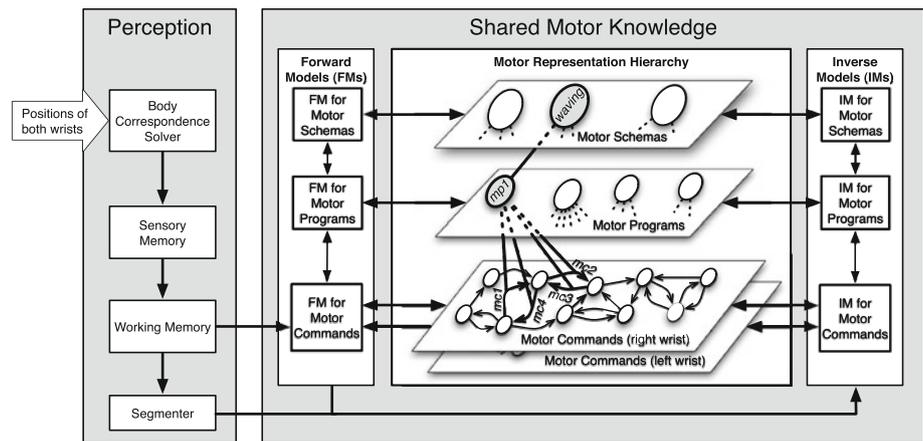 Perception
Shared Motor Knowledge
Positions of
both wrists
Body
Correspondence
Solver
Sensory
Memory
Working Memory
Segmenter
Forward
Models (FMs)
FM for
Motor
Schemas
FM for
Motor
Programs
FM for
Motor
Commands
Motor Representation Hierarchy
waving
Motor Schemas
mp1
Motor Programs
mc1
mc4
mc3
mc2
Motor Commands (right wrist)
Motor Commands (left wrist)
Inverse
Models (IMs)
IM for
Motor
Schemas
IM for
Motor
Programs
IM for
Motor
Commands